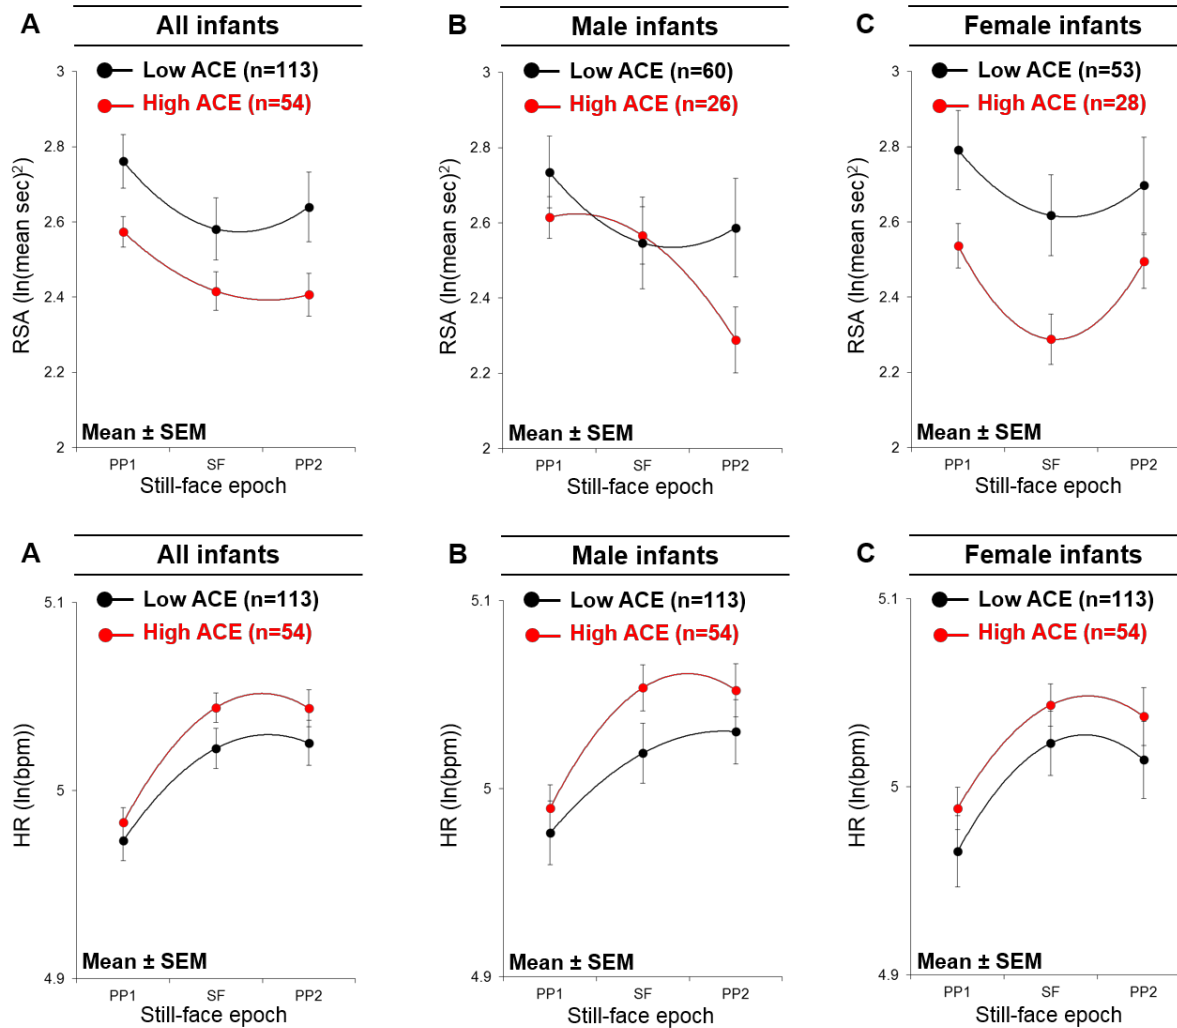 A
All infants
Low ACE (n=113)
High ACE (n=54)
3
2.8
2.6
2.4
2.2
2
RSA (ln(mean sec)²)
Mean ± SEM
PP1 SF PP2
Still-face epoch
B
Male infants
Low ACE (n=60)
High ACE (n=26)
3
2.8
2.6
2.4
2.2
2
RSA (ln(mean sec)²)
Mean ± SEM
PP1 SF PP2
Still-face epoch
C
Female infants
Low ACE (n=53)
High ACE (n=28)
3
2.8
2.6
2.4
2.2
2
RSA (ln(mean sec)²)
Mean ± SEM
PP1 SF PP2
Still-face epoch
A
All infants
Low ACE (n=113)
High ACE (n=54)
5.1
5
4.9
HR (ln(bpm))
Mean ± SEM
PP1 SF PP2
Still-face epoch
B
Male infants
Low ACE (n=113)
High ACE (n=54)
5.1
5
4.9
HR (ln(bpm))
Mean ± SEM
PP1 SF PP2
Still-face epoch
C
Female infants
Low ACE (n=113)
High ACE (n=54)
5.1
5
4.9
HR (ln(bpm))
Mean ± SEM
PP1 SF PP2
Still-face epoch